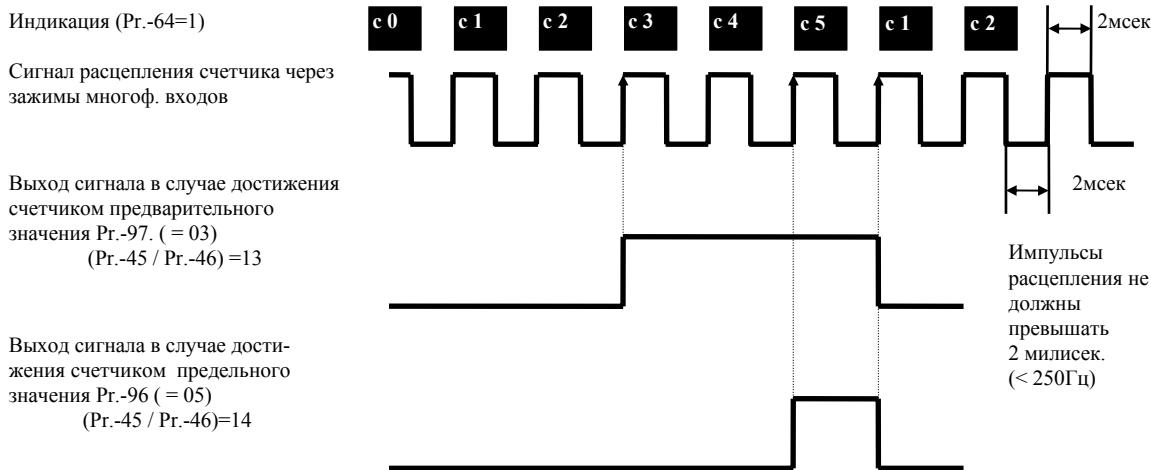 Индикация (Pr.-64=1)
с 0 с 1 с 2 с 3 с 4 с 5 с 1 с 2
2мсек
Сигнал расцепления счетчика через
зажимы многоф. входов
Выход сигнала в случае достижения
счетчиком предварительного
значения Pr.-97. ( = 03)
(Pr.-45 / Pr.-46) =13
2мсек
Импульсы
расцепления не
должны
превышать
2 милисек.
(< 250Гц)
Выход сигнала в случае дости-
жения счетчиком предельного
значения Pr.-96 ( = 05)
(Pr.-45 / Pr.-46)=14